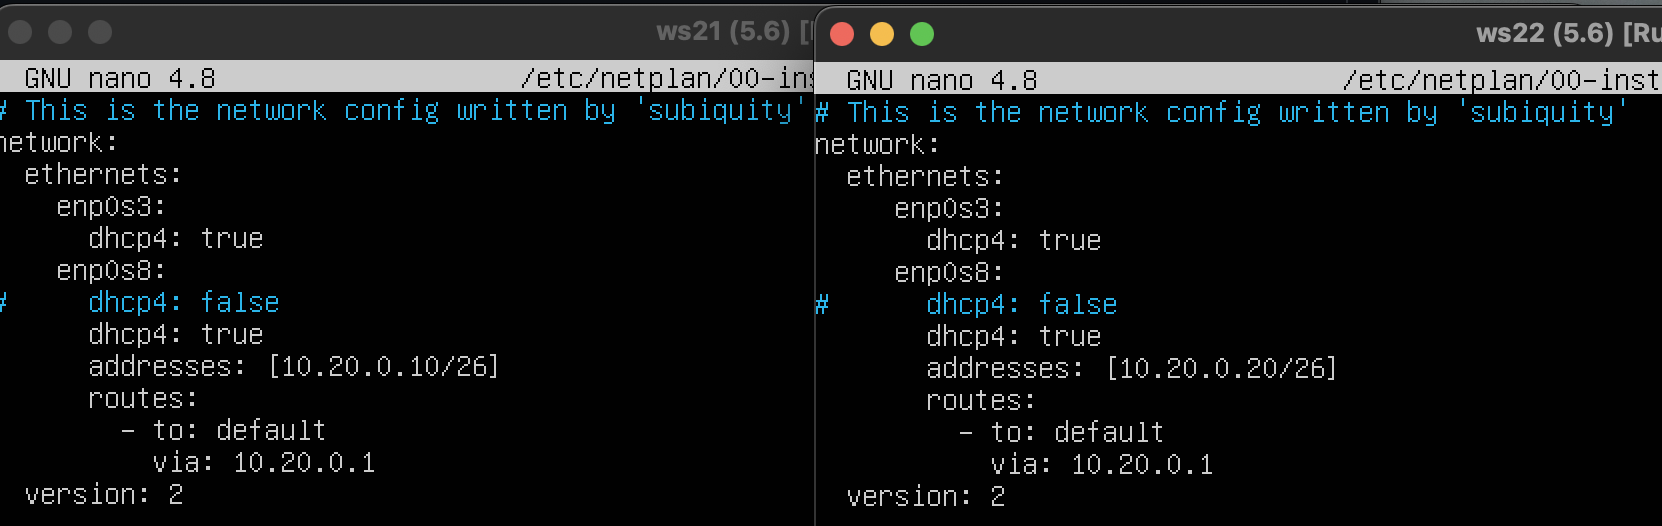 ws21 (5.6) [
GNU nano 4.8 /etc/netplan/00-ins
# This is the network config written by 'subiquity'
network:
  ethernets:
    enp0s3:
      dhcp4: true
    enp0s8:
#     dhcp4: false
      dhcp4: true
      addresses: [10.20.0.10/26]
      routes:
        - to: default
          via: 10.20.0.1
  version: 2
ws22 (5.6) [Ru
GNU nano 4.8 /etc/netplan/00-inst
# This is the network config written by 'subiquity'
network:
  ethernets:
     enp0s3:
       dhcp4: true
     enp0s8:
#      dhcp4: false
       dhcp4: true
       addresses: [10.20.0.20/26]
       routes:
         - to: default
           via: 10.20.0.1
  version: 2